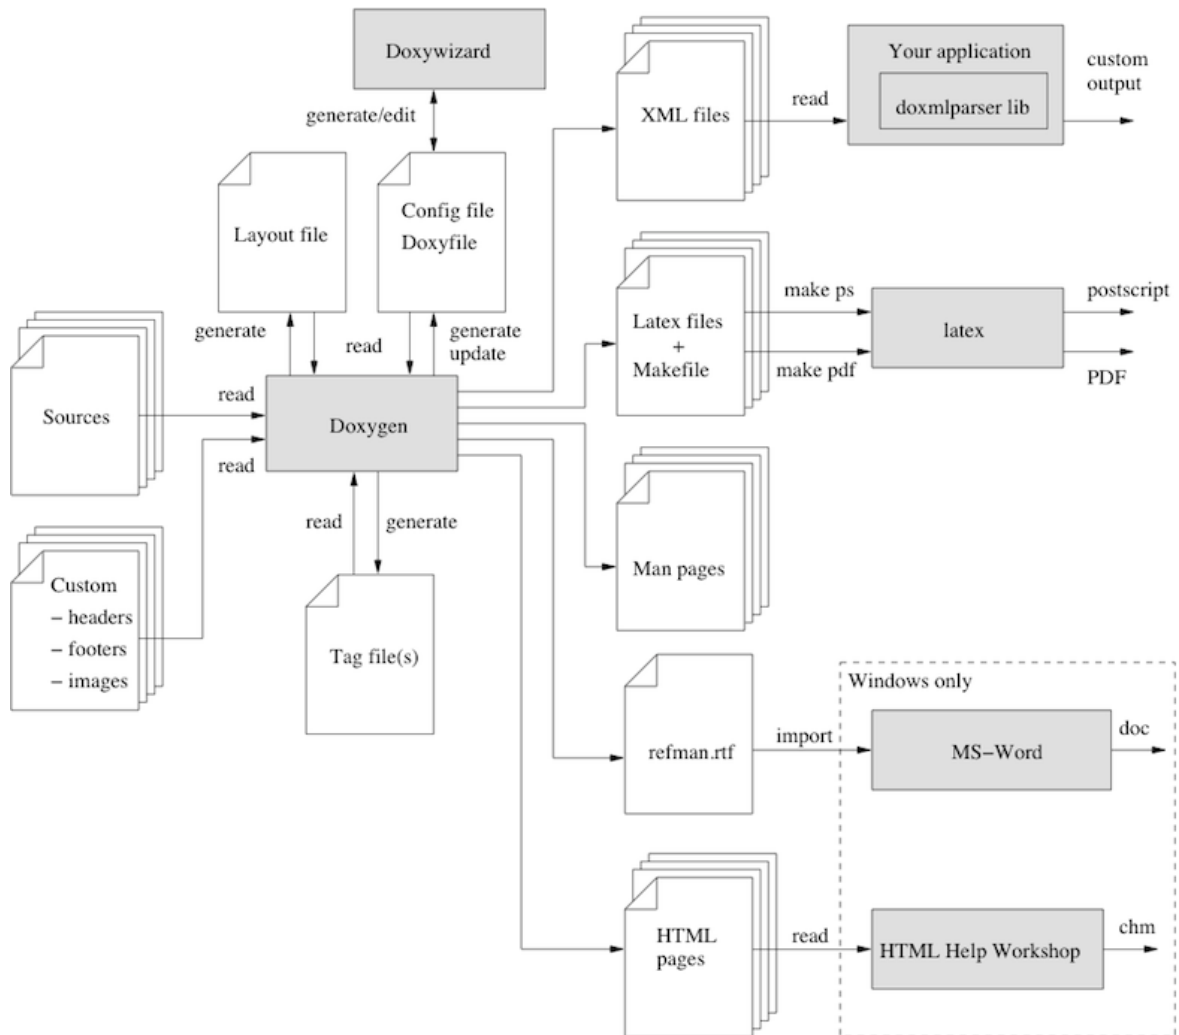 Doxywizard
generate/edit
Layout file
Config file
Doxyfile
generate
read
generate
update
Sources
read
Doxygen
read
Custom
– headers
– footers
– images
read
generate
Tag file(s)
XML files
read
Your application
doxmlparser lib
custom
output
Latex files
+
Makefile
make ps
make pdf
latex
postscript
PDF
Man pages
refman.rtf
import
Windows only
MS–Word
doc
HTML
pages
read
HTML Help Workshop
chm